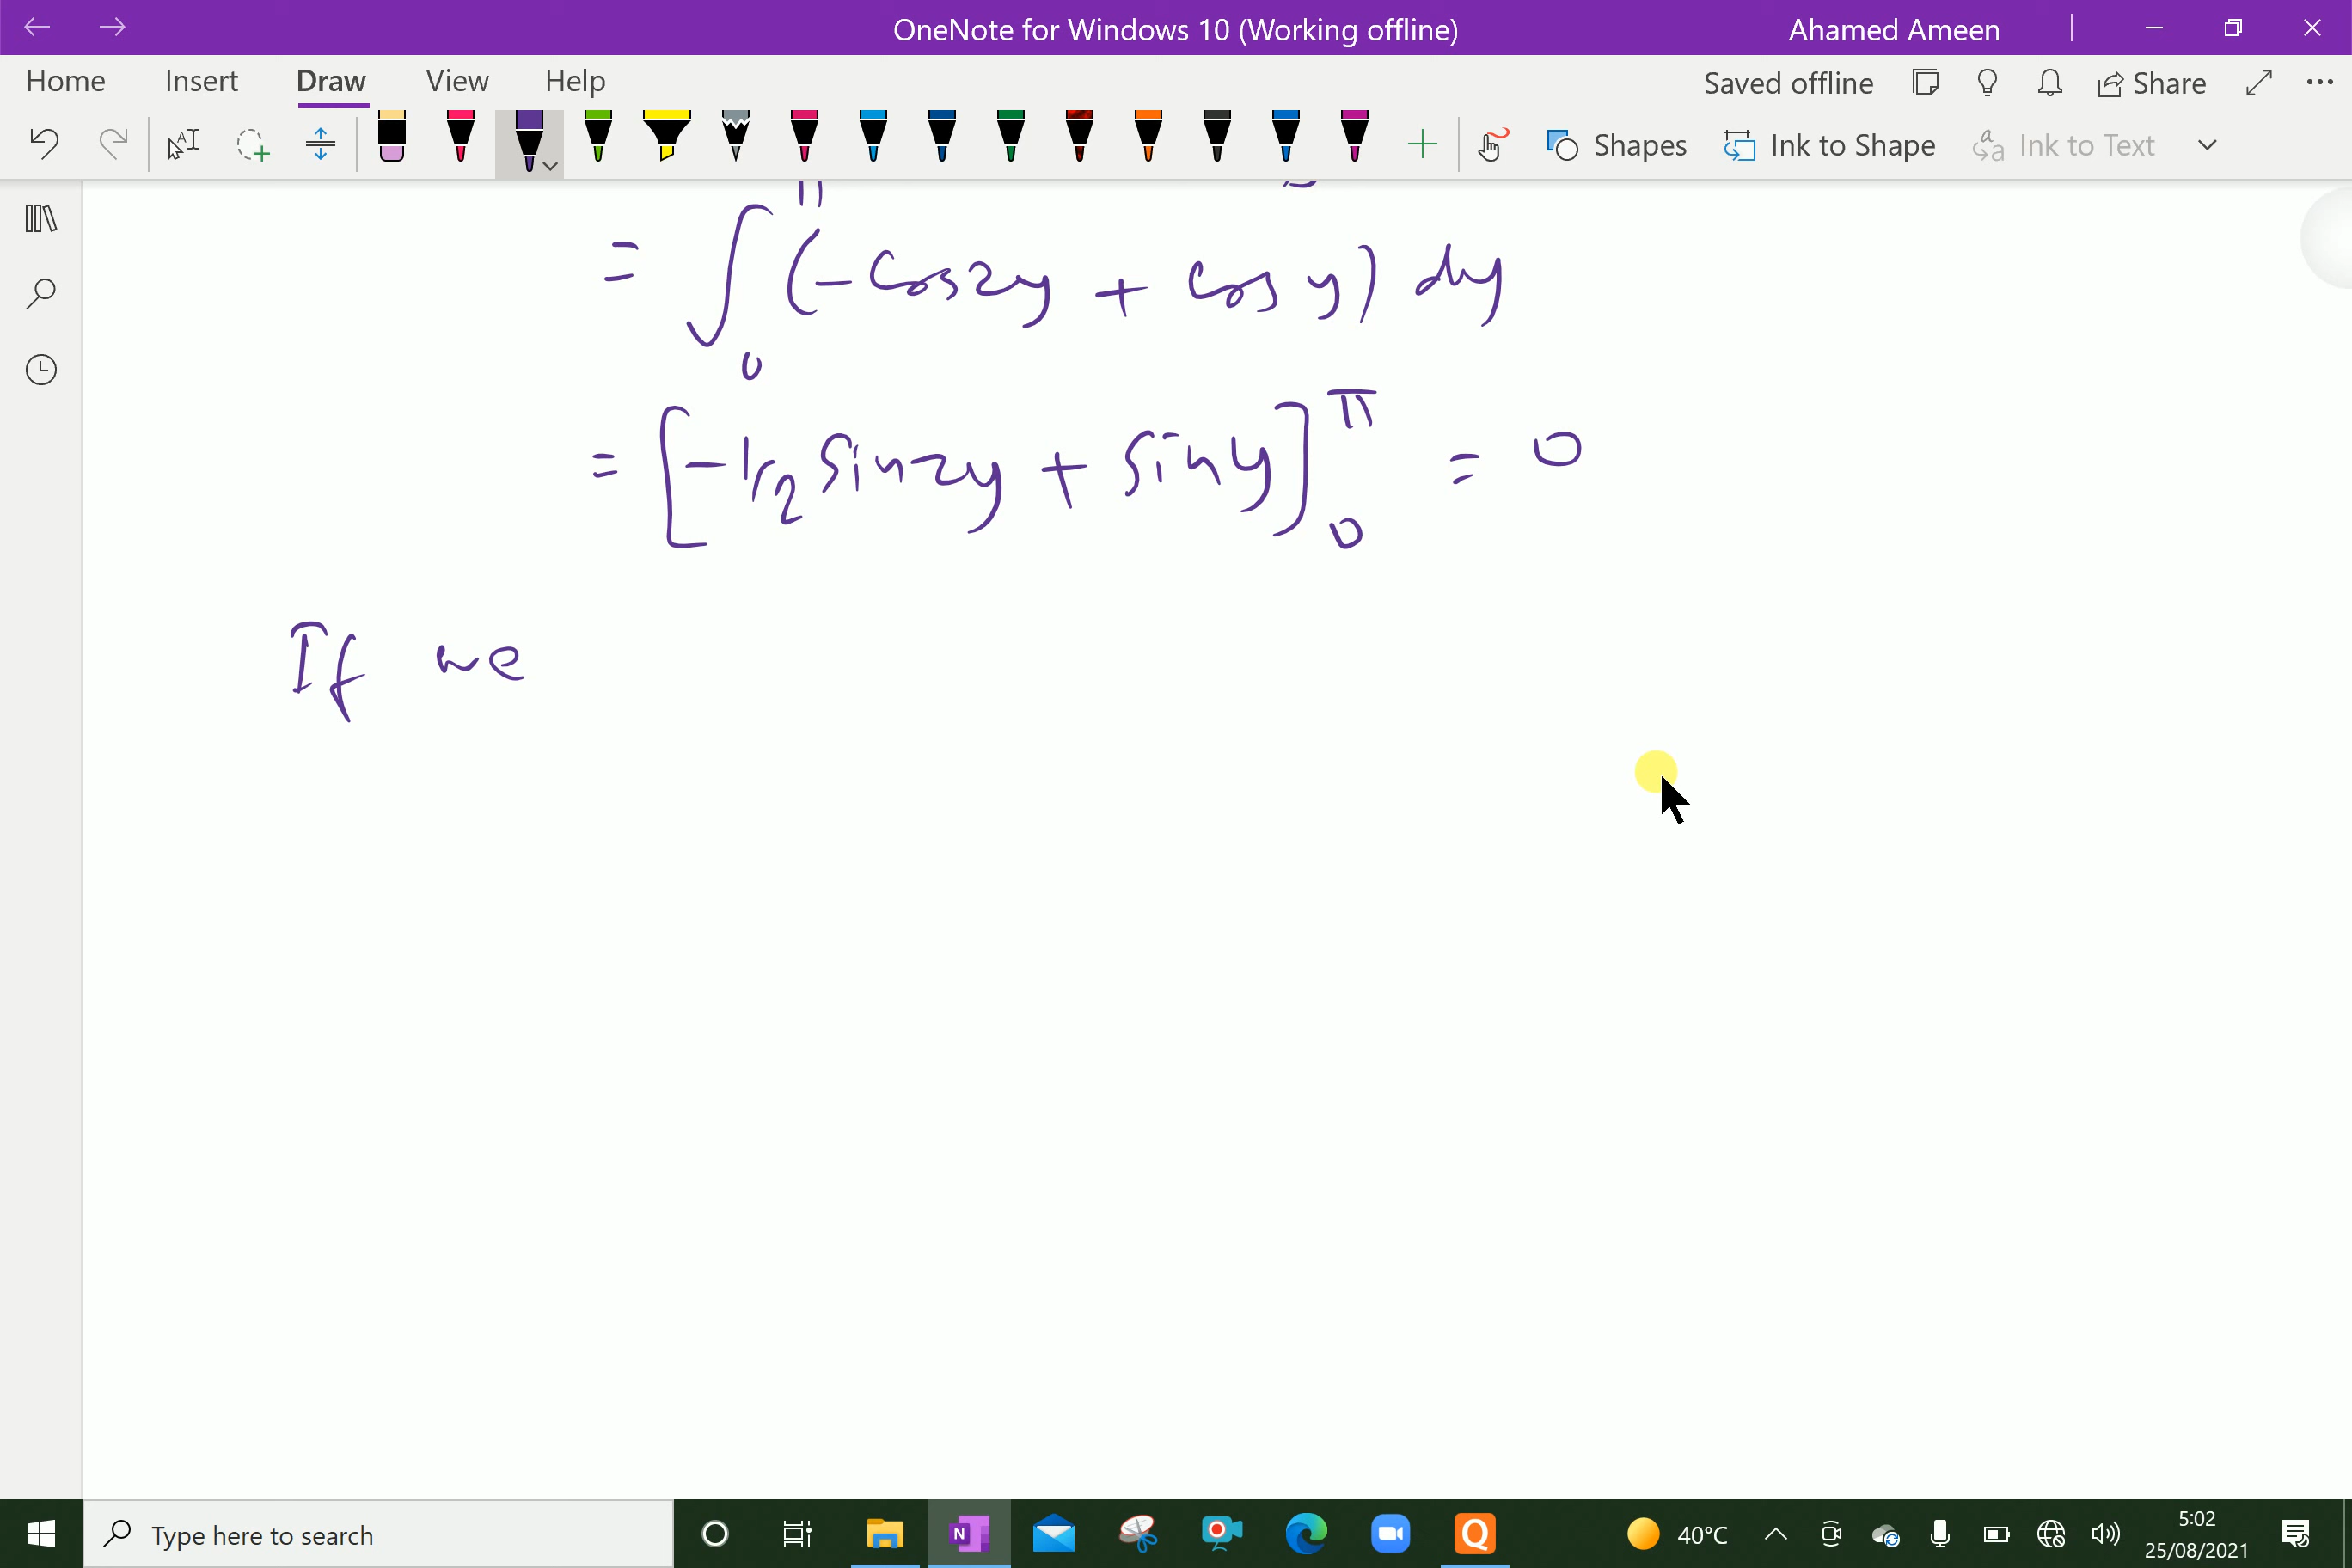 OneNote for Windows 10 (Working offline) Ahamed Ameen
Home Insert Draw View Help Saved offline Share
Shapes Ink to Shape Ink to Text
π
= ∫ (-cos2y + cos y) dy
0
= [-1/2 sin2y + siny] π = 0
0
If we
Type here to search 40°C 5:02
25/08/2021